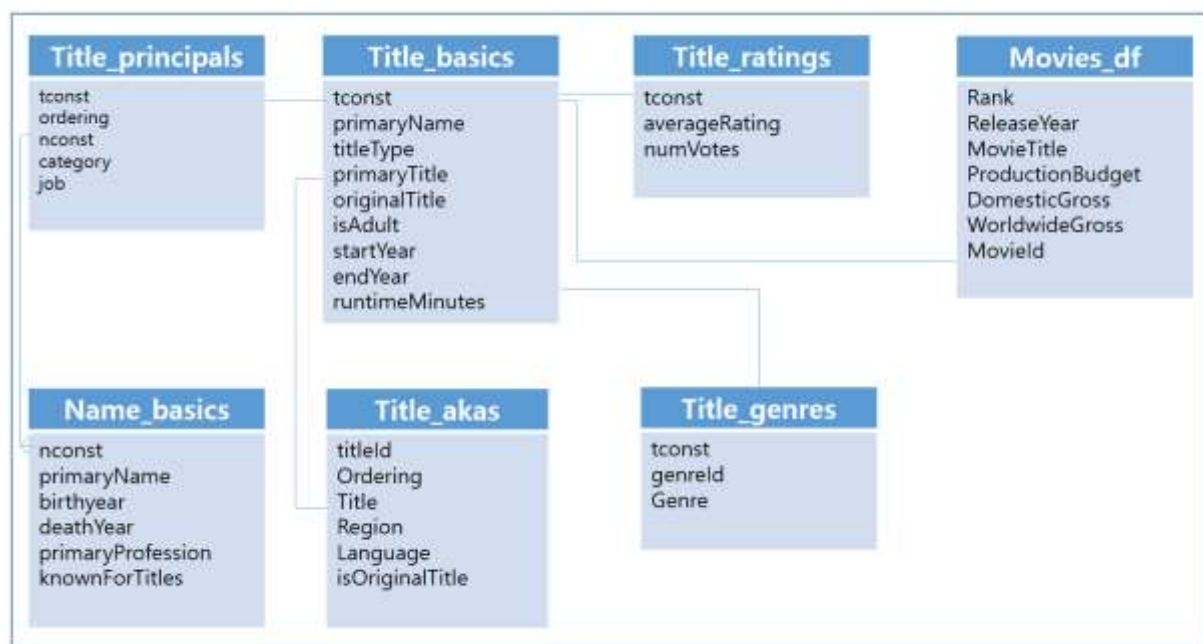 Title_principals
tconst
ordering
nconst
category
job
Title_basics
tconst
primaryName
titleType
primaryTitle
originalTitle
isAdult
startYear
endYear
runtimeMinutes
Title_ratings
tconst
averageRating
numVotes
Movies_df
Rank
ReleaseYear
MovieTitle
ProductionBudget
DomesticGross
WorldwideGross
MovieId
Name_basics
nconst
primaryName
birthyear
deathYear
primaryProfession
knownForTitles
Title_akas
titleId
Ordering
Title
Region
Language
isOriginalTitle
Title_genres
tconst
genreId
Genre